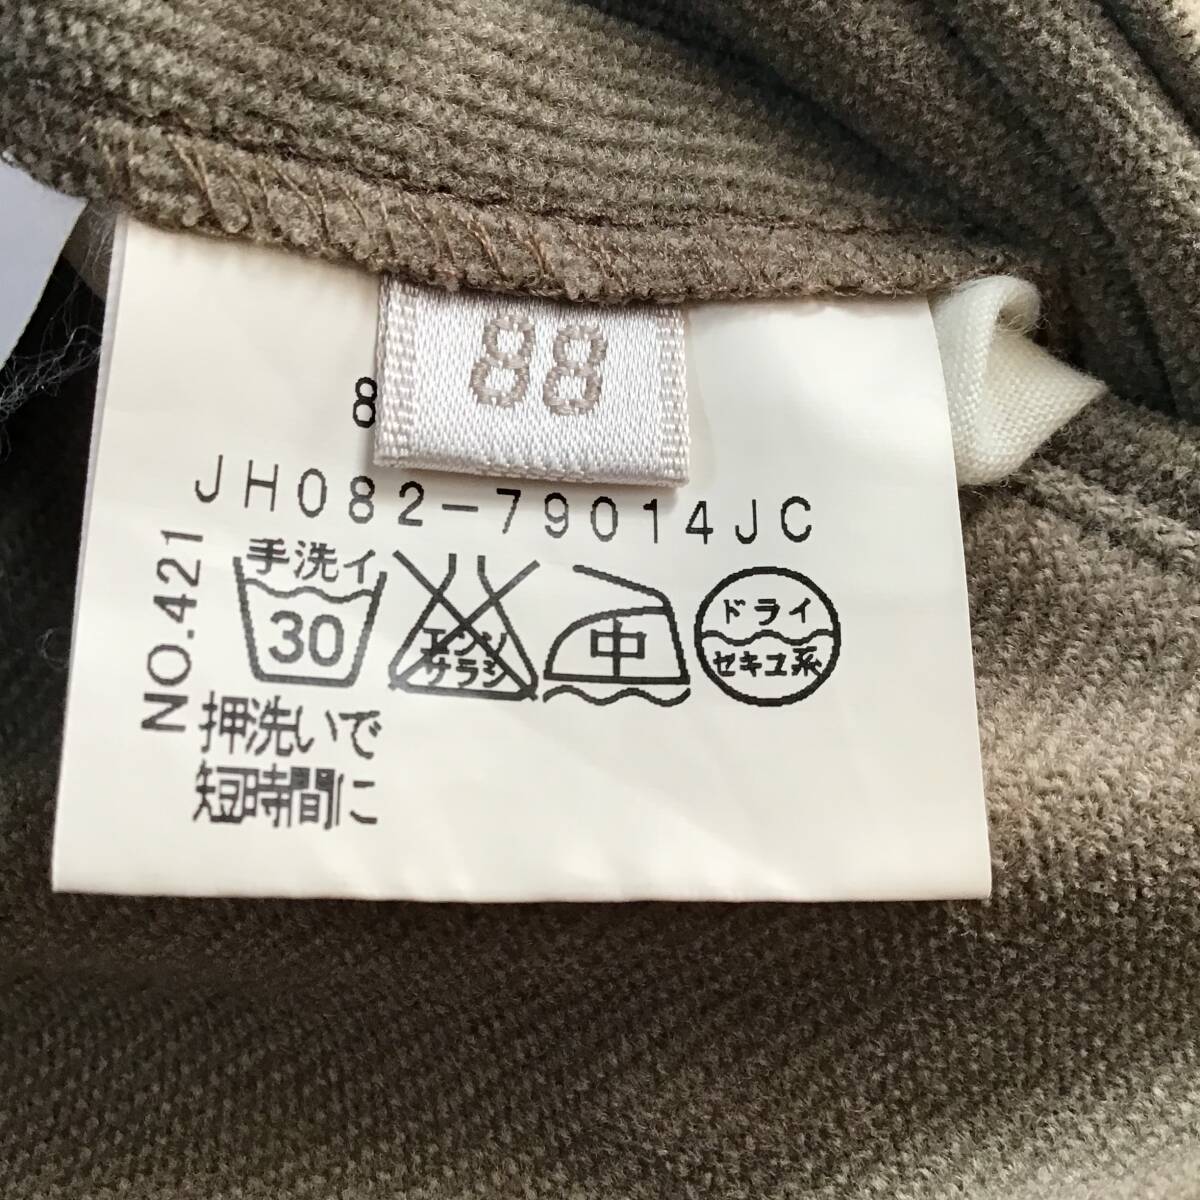 88
8
JH082-79014JC
NO.421
手洗イ
30
エンソ
サラシ
中
ドライ
セキユ系
押洗いで
短時間に